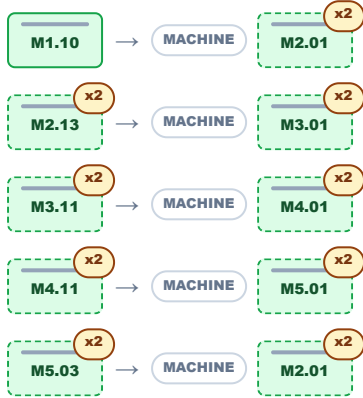 x2
M1.10 → MACHINE M2.01
x2 x2
M2.13 → MACHINE M3.01
x2 x2
M3.11 → MACHINE M4.01
x2 x2
M4.11 → MACHINE M5.01
x2 x2
M5.03 → MACHINE M2.01